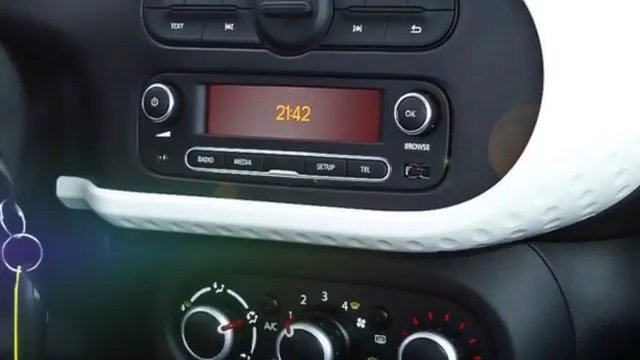 TEXT
21:42
OK
BROWSE
RADIO MEDIA SETUP TEL
A/C 1 2 3 4